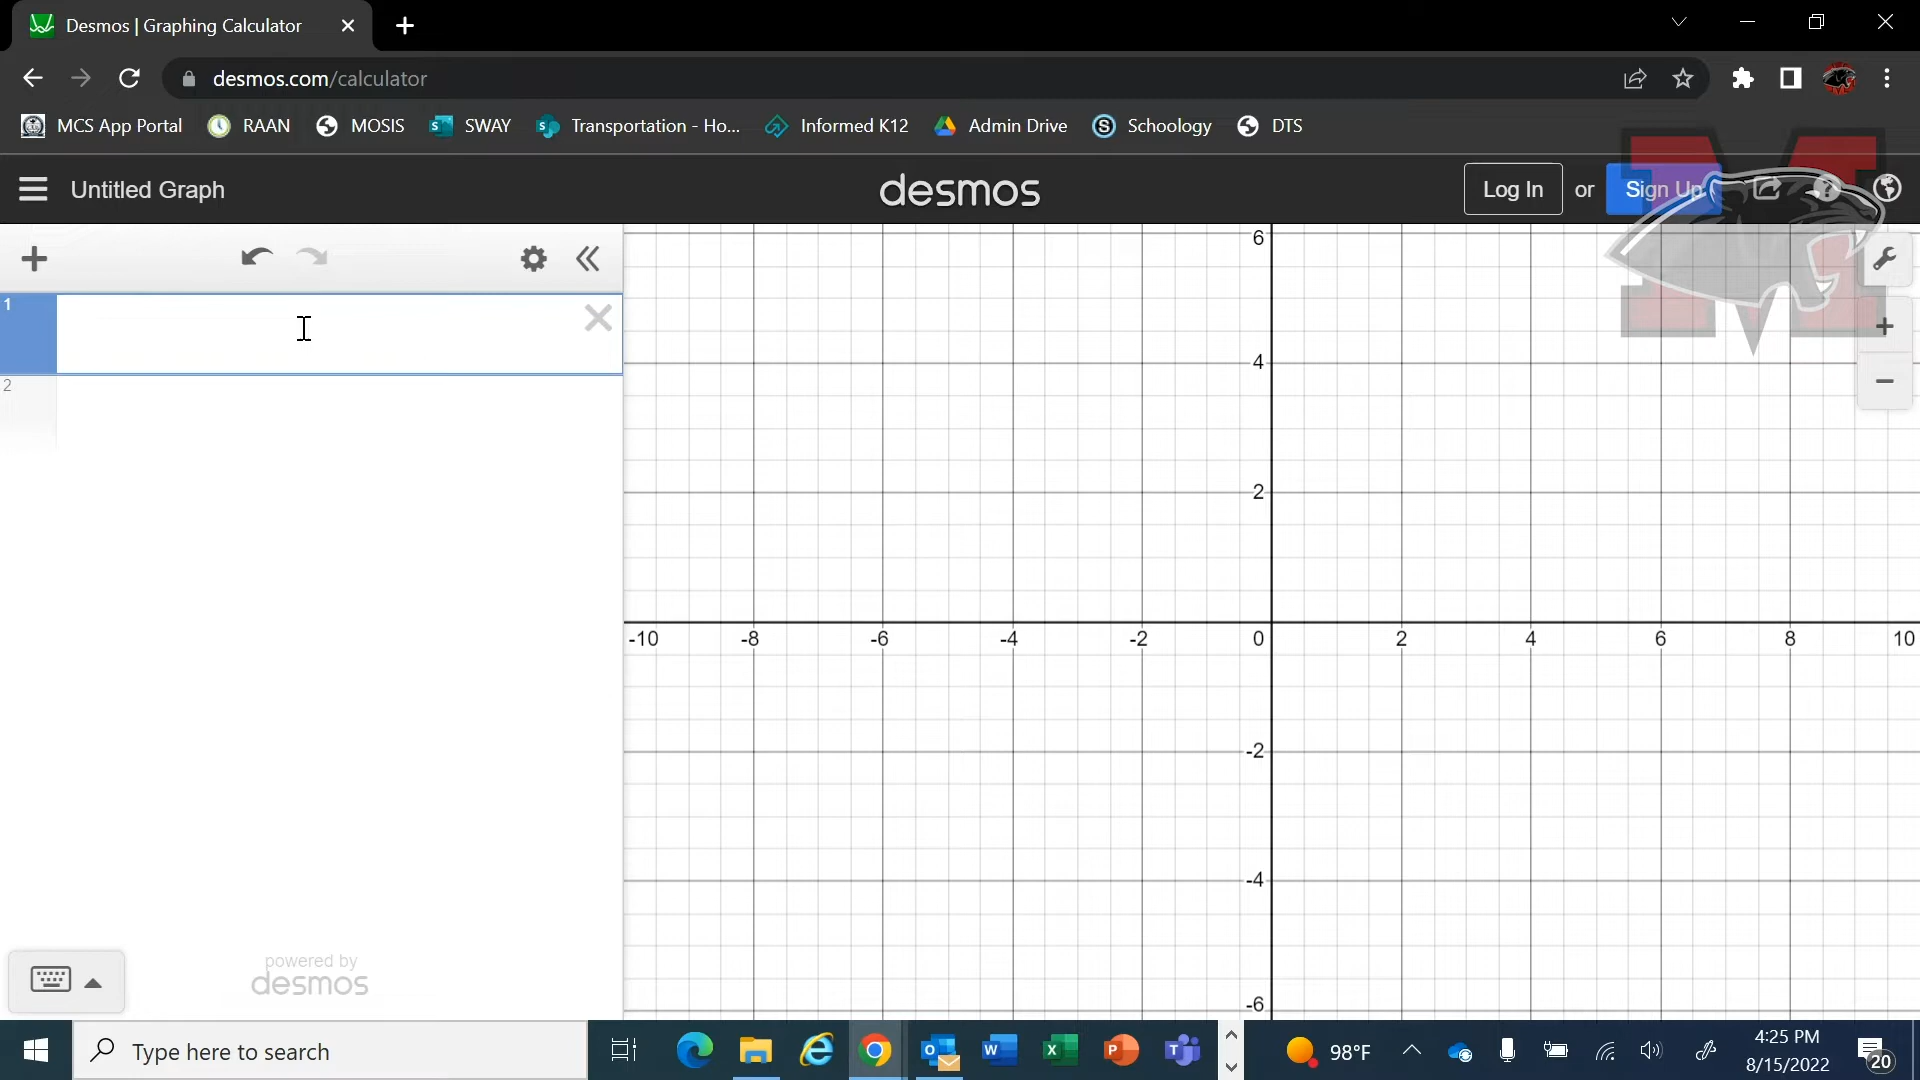 Desmos | Graphing Calculator
desmos.com/calculator
MCS App Portal RAAN MOSIS SWAY Transportation - Ho... Informed K12 Admin Drive Schoology DTS
Untitled Graph desmos Log In or Sign Up
1
2
6
4
2
-10 -8 -6 -4 -2 0 2 4 6 8 10
-2
-4
-6
powered by
desmos
Type here to search 98°F 4:25 PM
8/15/2022 20